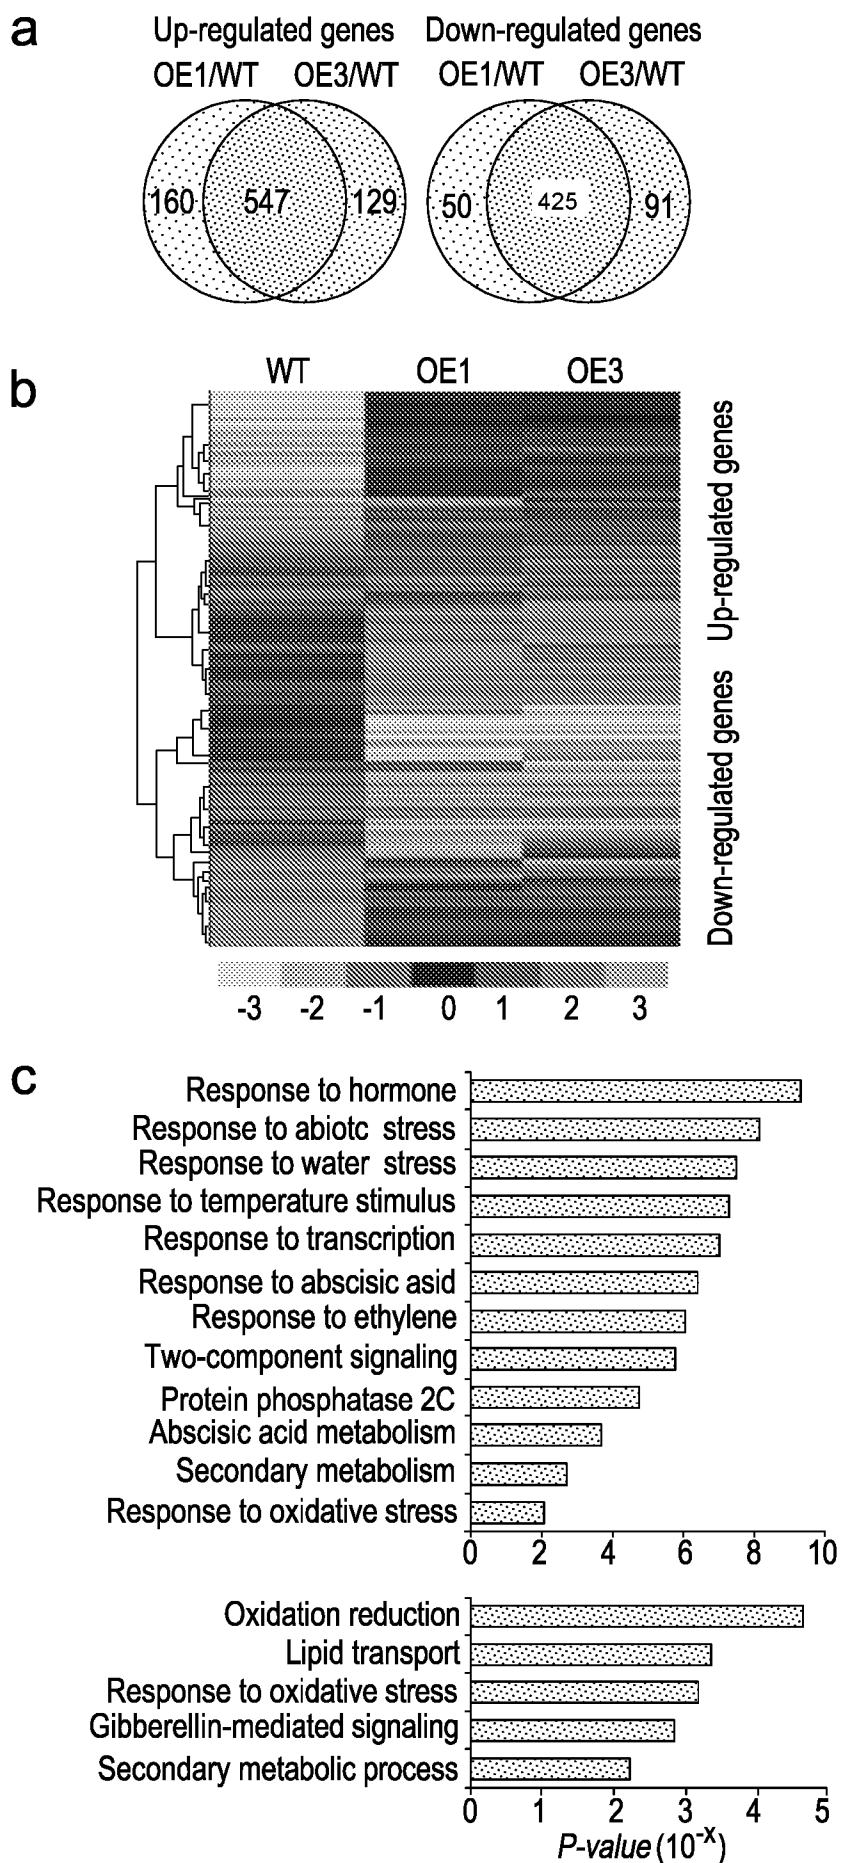 a
Up-regulated genes Down-regulated genes
OE1/WT OE3/WT OE1/WT OE3/WT
160 547 129 50 425 91
b
WT OE1 OE3
Up-regulated genes
Down-regulated genes
-3 -2 -1 0 1 2 3
c
Response to hormone
Response to abiotc stress
Response to water stress
Response to temperature stimulus
Response to transcription
Response to abscisic asid
Response to ethylene
Two-component signaling
Protein phosphatase 2C
Abscisic acid metabolism
Secondary metabolism
Response to oxidative stress
0 2 4 6 8 10
Oxidation reduction
Lipid transport
Response to oxidative stress
Gibberellin-mediated signaling
Secondary metabolic process
0 1 2 3 4 5
P-value (10^-x)